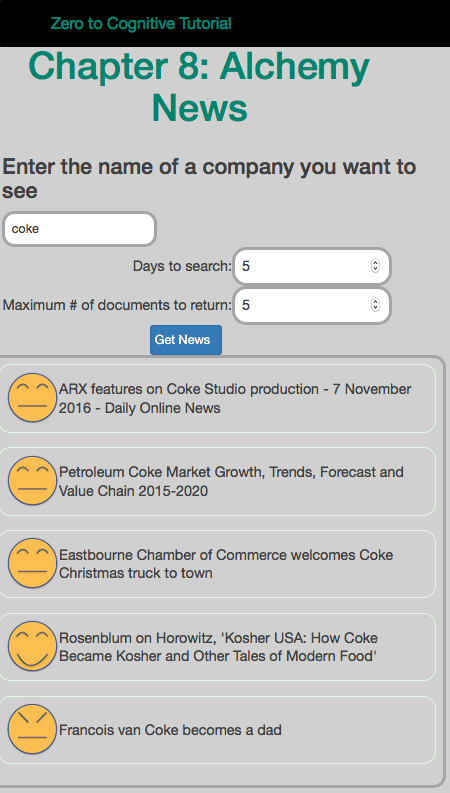 Zero to Cognitive Tutorial
Chapter 8: Alchemy
News
Enter the name of a company you want to
see
coke
Days to search: 5
Maximum # of documents to return: 5
Get News
ARX features on Coke Studio production - 7 November
2016 - Daily Online News
Petroleum Coke Market Growth, Trends, Forecast and
Value Chain 2015-2020
Eastbourne Chamber of Commerce welcomes Coke
Christmas truck to town
Rosenblum on Horowitz, 'Kosher USA: How Coke
Became Kosher and Other Tales of Modern Food'
Francois van Coke becomes a dad